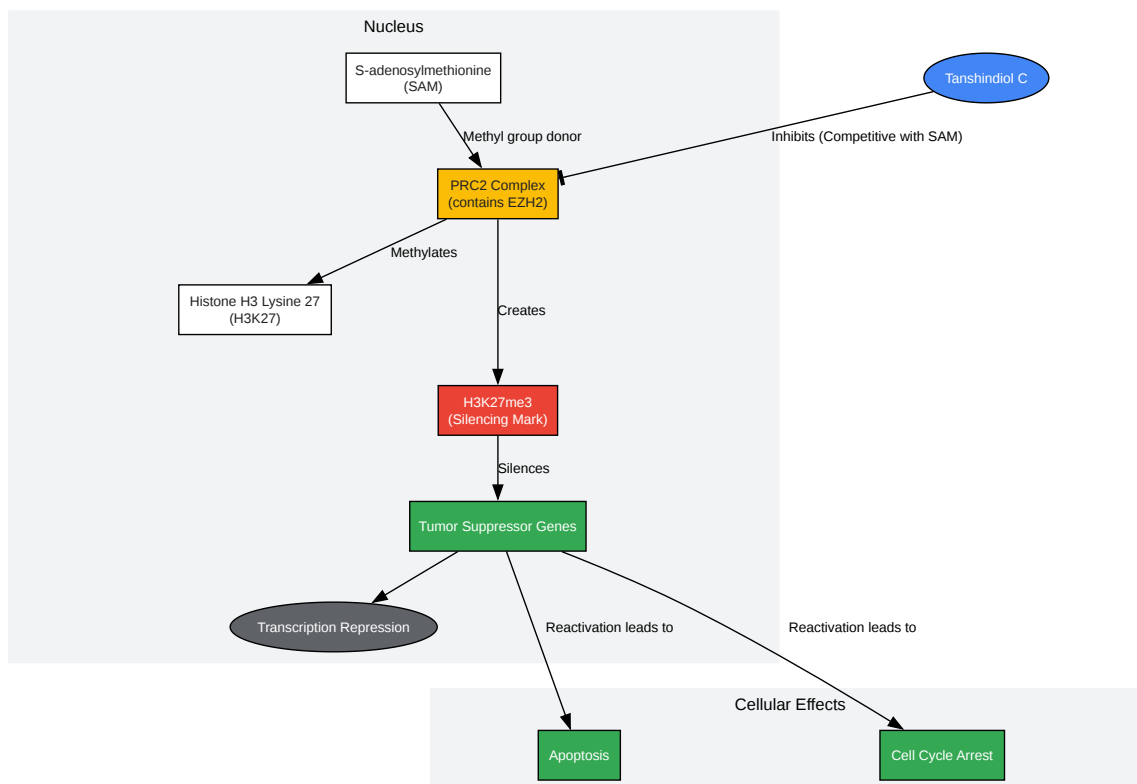 Nucleus
S-adenosylmethionine
(SAM)
Tanshindiol C
Methyl group donor
Inhibits (Competitive with SAM)
PRC2 Complex
(contains EZH2)
Methylates
Histone H3 Lysine 27
(H3K27)
Creates
H3K27me3
(Silencing Mark)
Silences
Tumor Suppressor Genes
Transcription Repression
Reactivation leads to
Reactivation leads to
Cellular Effects
Apoptosis
Cell Cycle Arrest